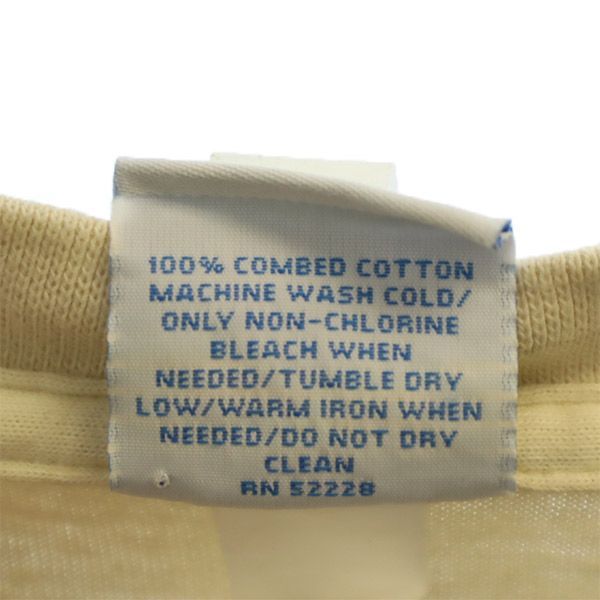 100% COMBED COTTON
MACHINE WASH COLD/
ONLY NON-CHLORINE
BLEACH WHEN
NEEDED/TUMBLE DRY
LOW/WARM IRON WHEN
NEEDED/DO NOT DRY
CLEAN
RN 52228